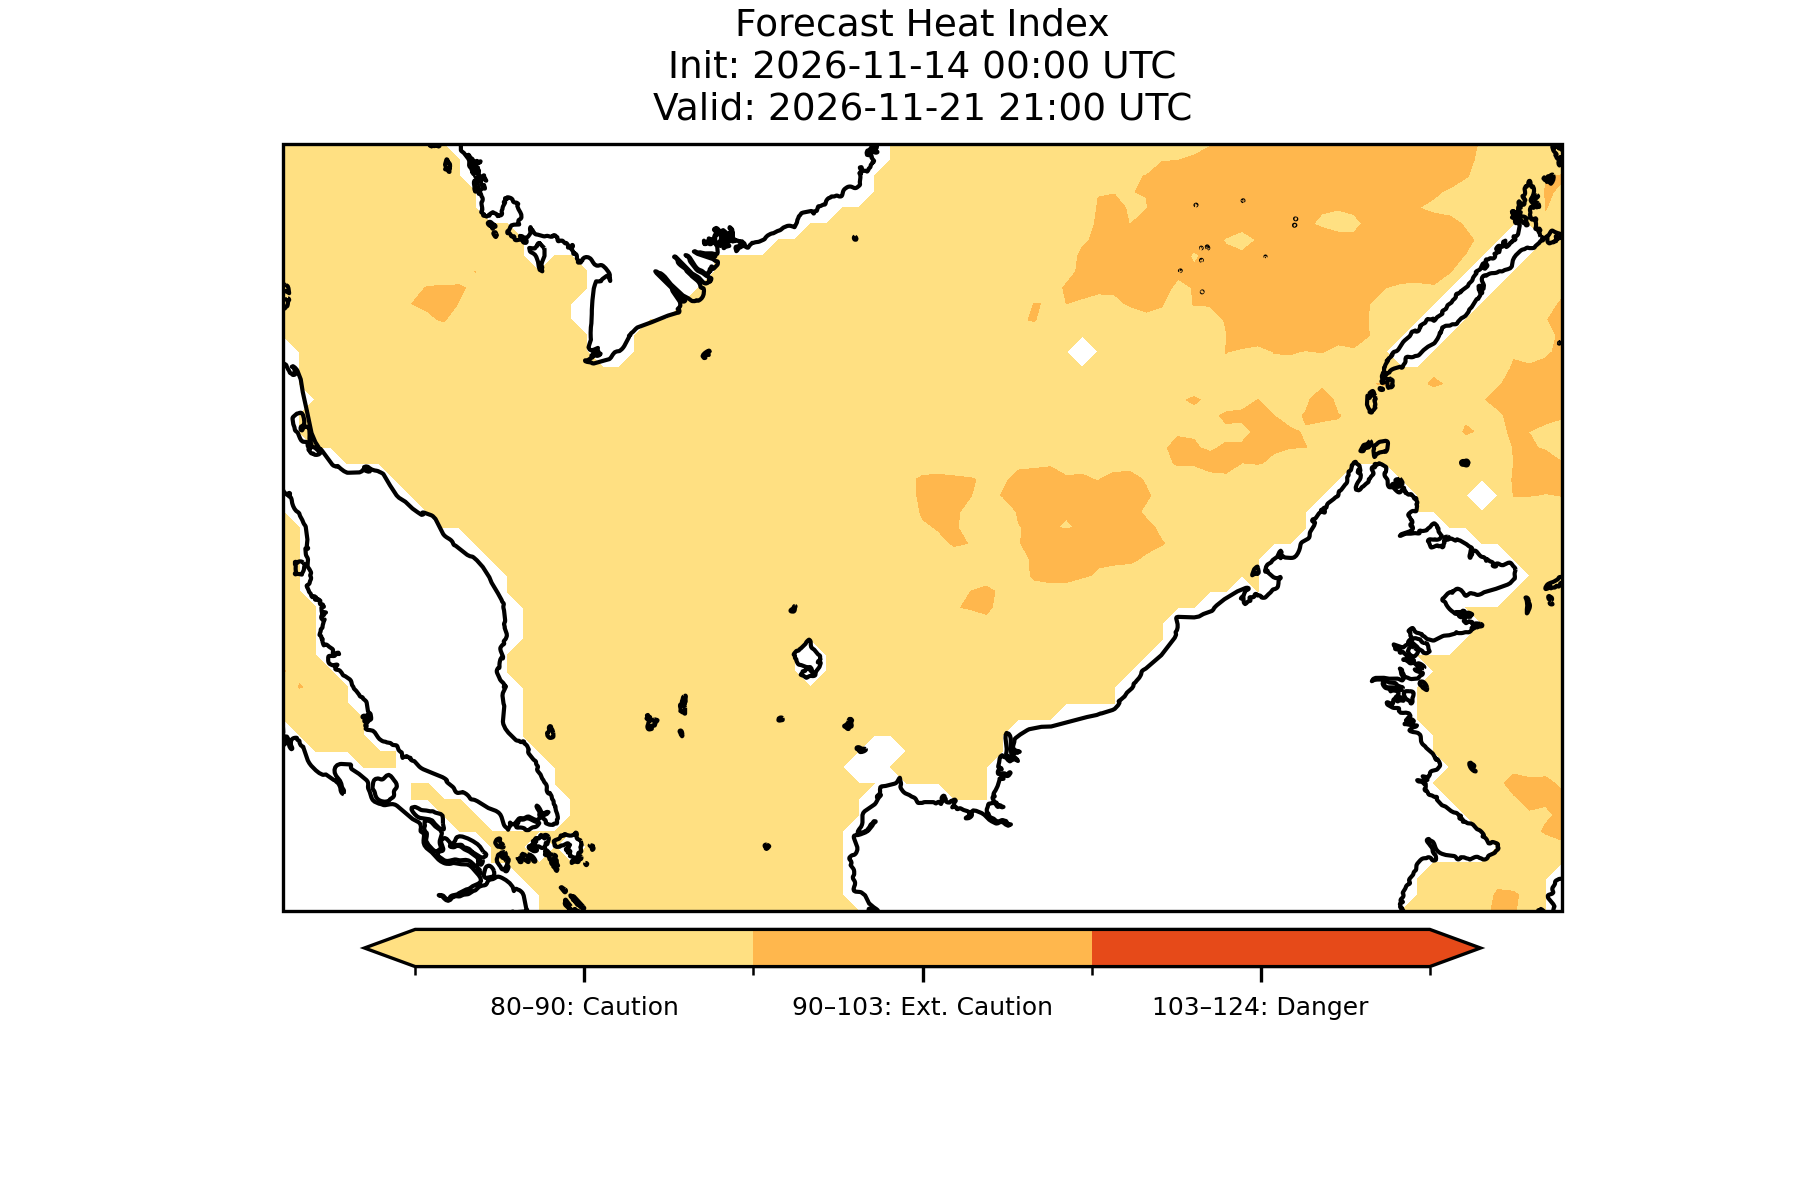 Forecast Heat Index
Init: 2026-11-14 00:00 UTC
Valid: 2026-11-21 21:00 UTC
80–90: Caution
90–103: Ext. Caution
103–124: Danger